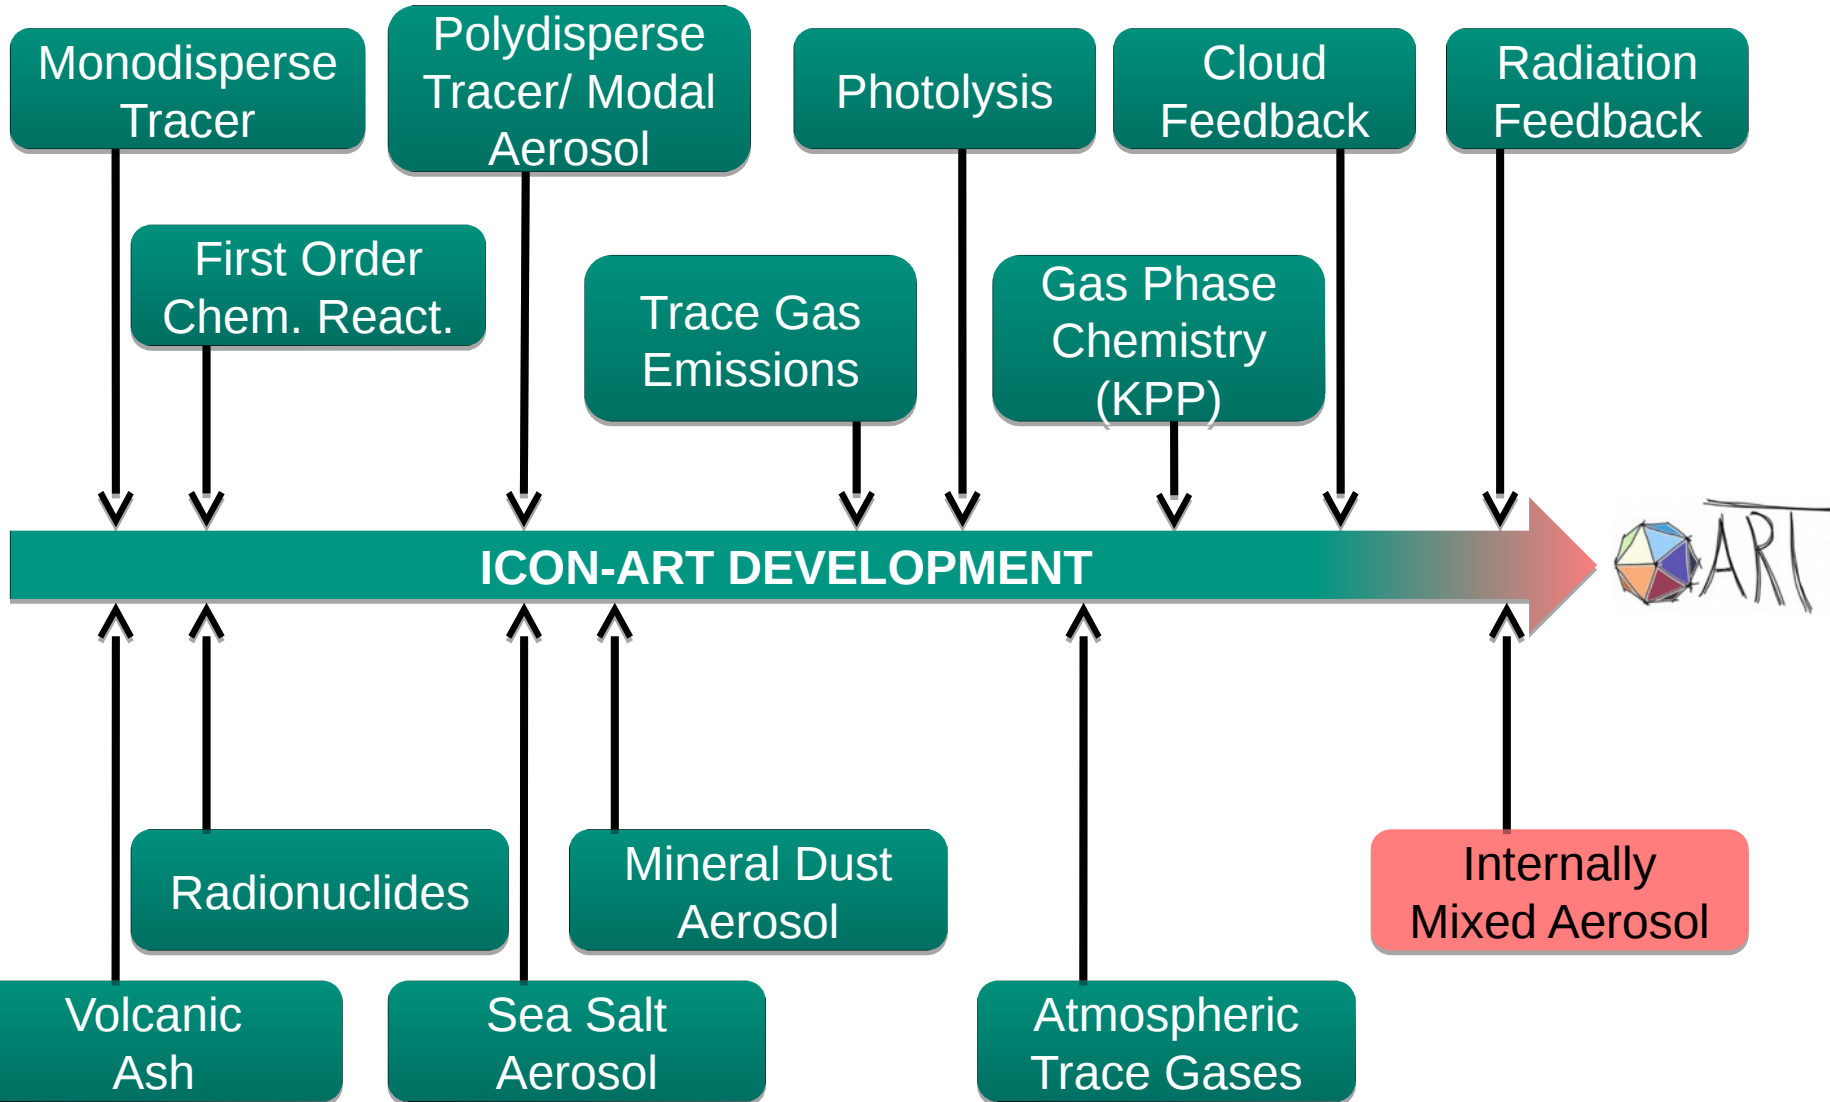 Monodisperse
Tracer
Polydisperse
Tracer/ Modal
Aerosol
Photolysis
Cloud
Feedback
Radiation
Feedback
First Order
Chem. React.
Trace Gas
Emissions
Gas Phase
Chemistry
(KPP)
ICON-ART DEVELOPMENT
ART
Radionuclides
Mineral Dust
Aerosol
Internally
Mixed Aerosol
Volcanic
Ash
Sea Salt
Aerosol
Atmospheric
Trace Gases